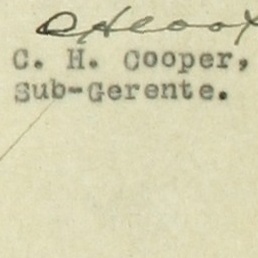 C. H. Cooper,
Sub-Gerente.